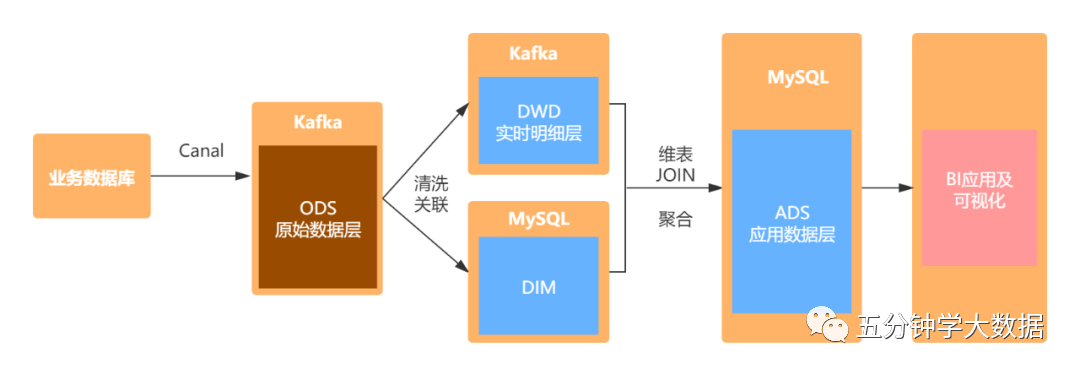 业务数据库
Canal
Kafka
ODS
原始数据层
清洗
关联
Kafka
DWD
实时明细层
MySQL
DIM
维表
JOIN
聚合
MySQL
ADS
应用数据层
BI应用及
可视化
五分钟学大数据